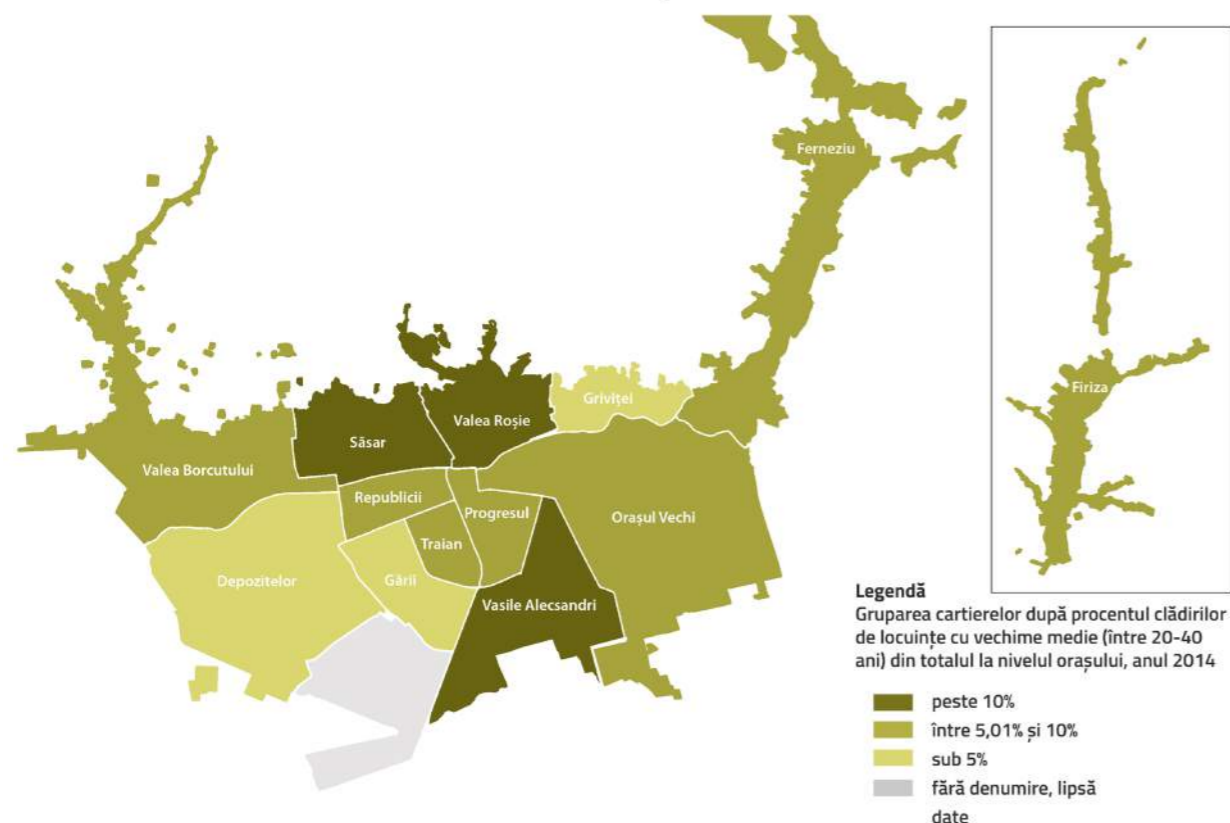 Ferneziu
Firiza
Griviței
Valea Roșie
Săsar
Valea Borcutului
Republicii
Progresul
Orașul Vechi
Traian
Depozitelor
Gării
Vasile Alecsandri
Legendă
Gruparea cartierelor după procentul clădirilor
de locuințe cu vechime medie (între 20-40
ani) din totalul la nivelul orașului, anul 2014
peste 10%
între 5,01% și 10%
sub 5%
fără denumire, lipsă
date